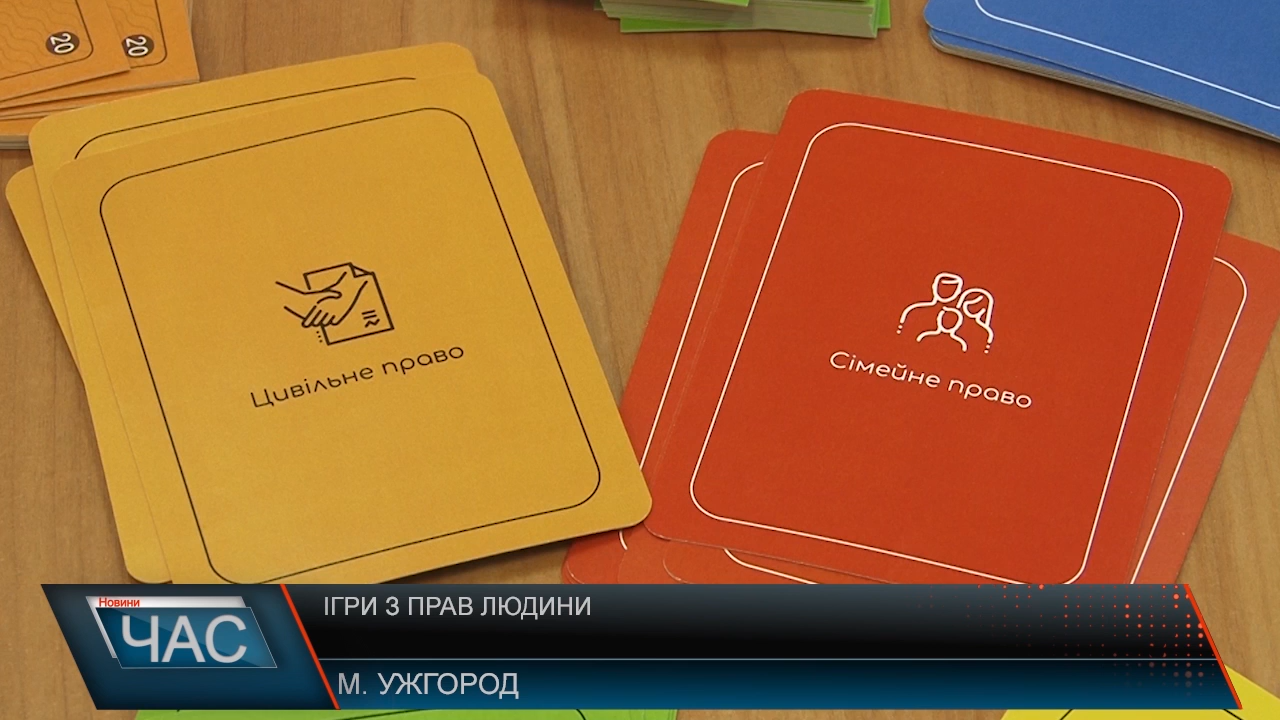 20
20
Цивільне право
Сімейне право
Новини
ЧАС
ІГРИ З ПРАВ ЛЮДИНИ
М. УЖГОРОД